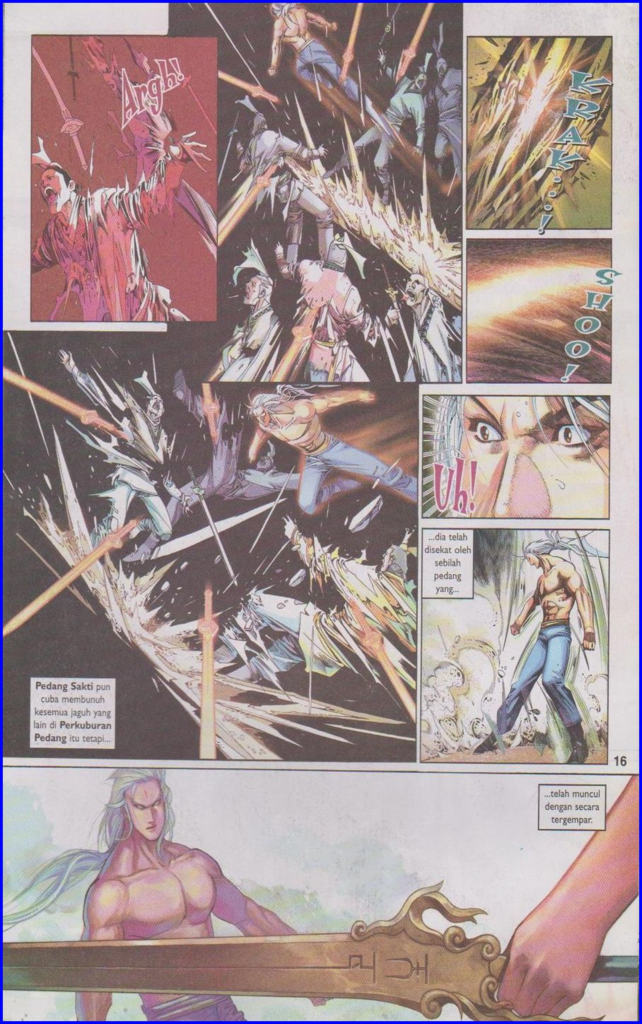 Argh!
KRAK...!
SHOO!
Uh!
...dia telah
disekat oleh
sebilah
pedang
yang...
Pedang Sakti pun
cuba membunuh
kesemua jaguh yang
lain di Perkuburan
Pedang itu tetapi...
16
...telah muncul
dengan secara
tergempar.